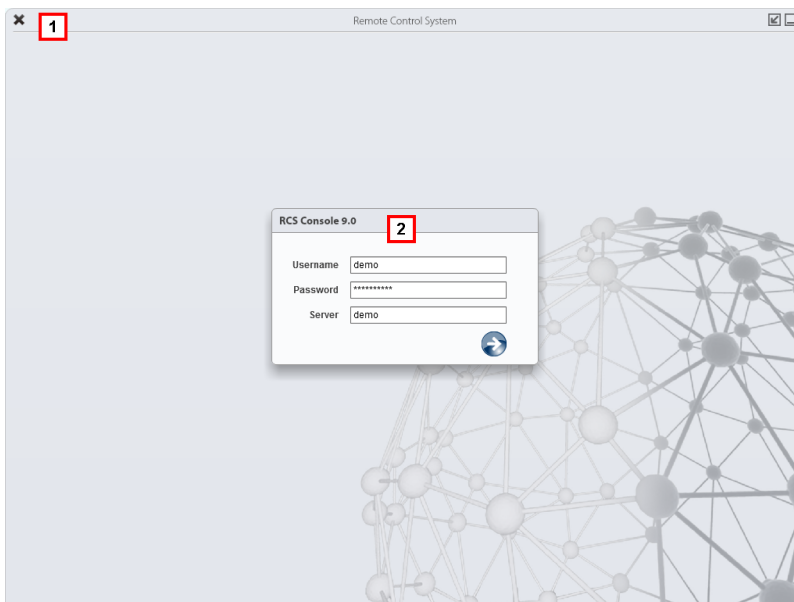 1
Remote Control System
RCS Console 9.0
2
Username demo
Password **********
Server demo